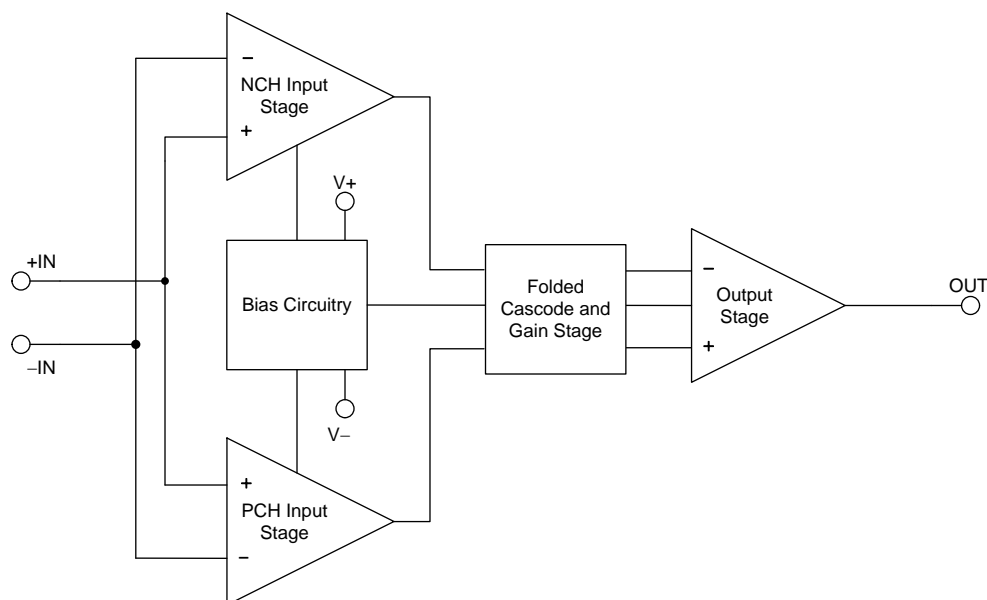 −
NCH Input
Stage
+
V+
+IN
Bias Circuitry
−IN
V−
Folded
Cascode and
Gain Stage
−
Output
Stage
+
OUT
+
PCH Input
Stage
−